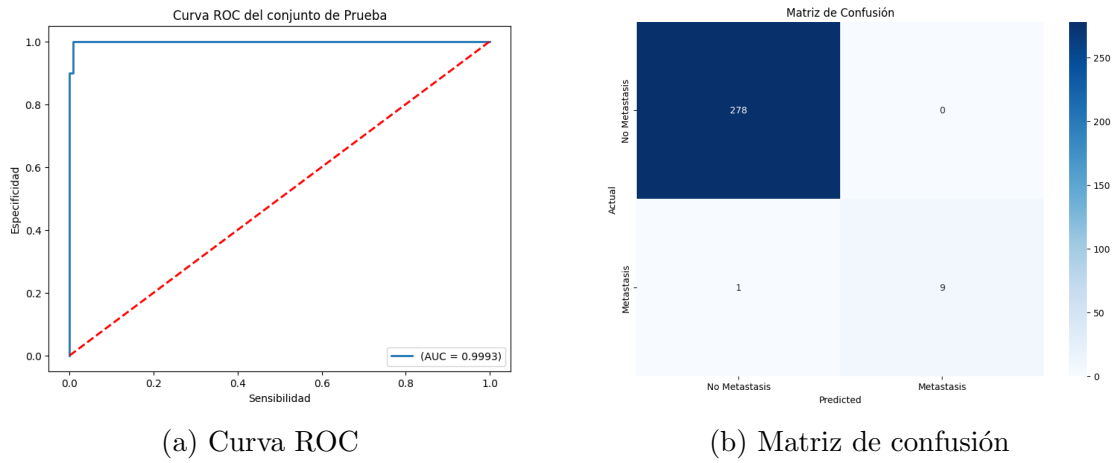 Curva ROC del conjunto de Prueba
1.0
0.8
0.6
0.4
0.2
0.0
Especificidad
0.0 0.2 0.4 0.6 0.8 1.0
Sensibilidad
(AUC = 0.9993)
(a) Curva ROC
Matriz de Confusión
No Metastasis
Metastasis
Actual
278 0
1 9
No Metastasis Metastasis
Predicted
250
200
150
100
50
0
(b) Matriz de confusión